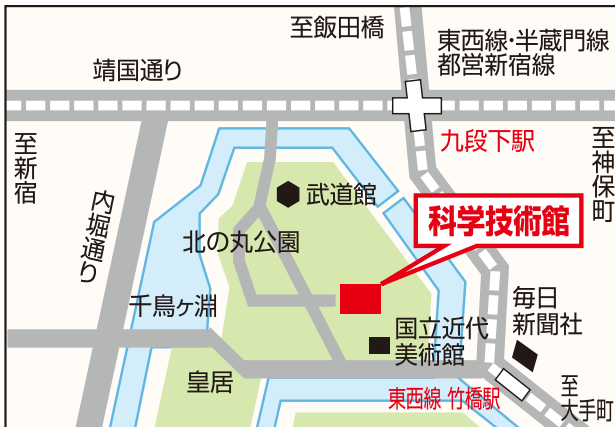 至飯田橋
東西線・半蔵門線
都営新宿線
靖国通り
九段下駅
至新宿
至神保町
内堀通り
武道館
科学技術館
北の丸公園
千鳥ヶ淵
毎日
新聞社
国立近代
美術館
皇居
東西線 竹橋駅
至
大手町